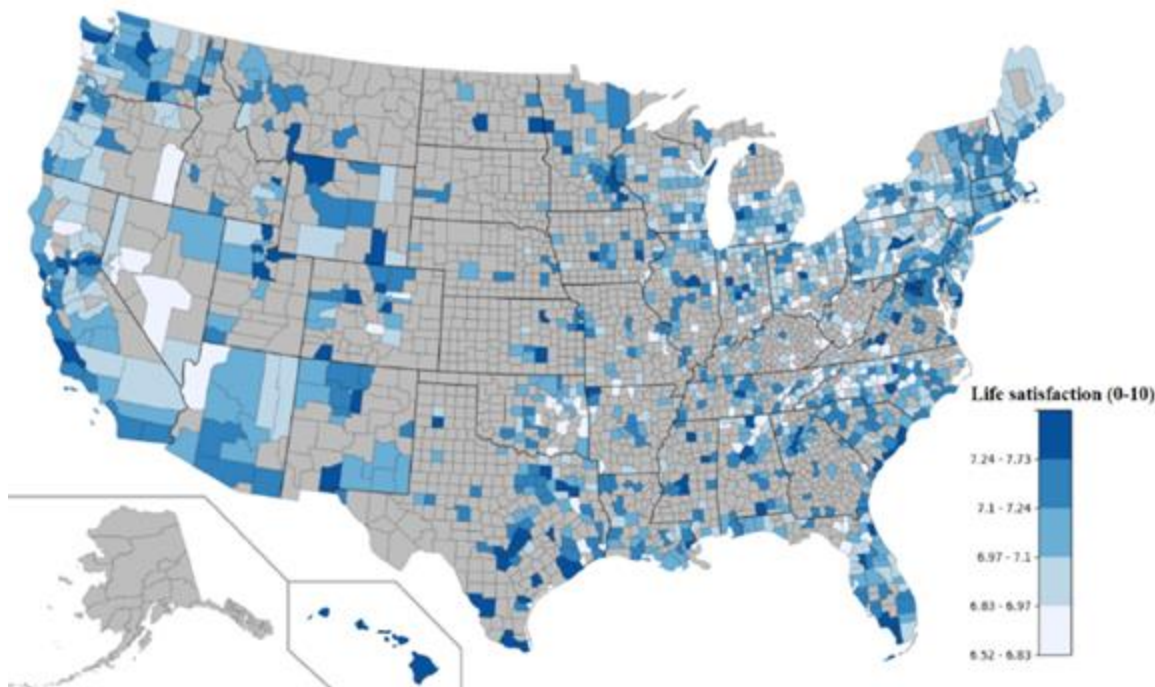 Life satisfaction (0-10)
7.24 - 7.73
7.1 - 7.24
6.97 - 7.1
6.83 - 6.97
6.52 - 6.83